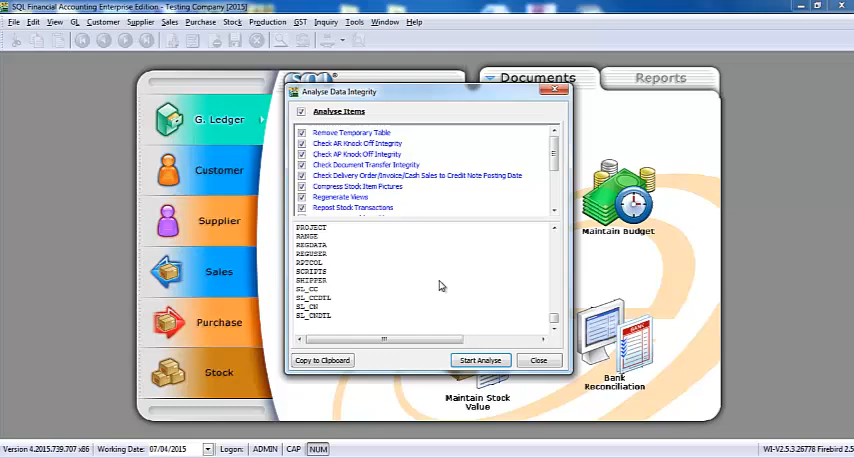 SQL Financial Accounting Enterprise Edition - Testing Company [2015]
File Edit View GL Customer Supplier Sales Purchase Stock Production GST Inquiry Tools Window Help
SQL
Documents
Reports
G. Ledger
Customer
Supplier
Sales
Purchase
Stock
Analyse Data Integrity
Analyse Items
Remove Temporary Table
Check AR Knock Off Integrity
Check AP Knock Off Integrity
Check Document Transfer Integrity
Check Delivery Order/Invoice/Cash Sales to Credit Note Posting Date
Compress Stock Item Pictures
Regenerate Views
Repost Stock Transactions
PROJECT
RANGE
REGDATA
REGUSER
RPTCOL
SCRIPTS
SHIPPER
SL_CC
SL_CCDTL
SL_CN
SL_CNDTL
Copy to Clipboard
Start Analyse
Close
Maintain Budget
Bank
Reconciliation
Maintain Stock
Value
Version 4.2015.739.707 x86 Working Date: 07/04/2015 Logon: ADMIN CAP NUM WI-V2.5.3.26778 Firebird 2.5